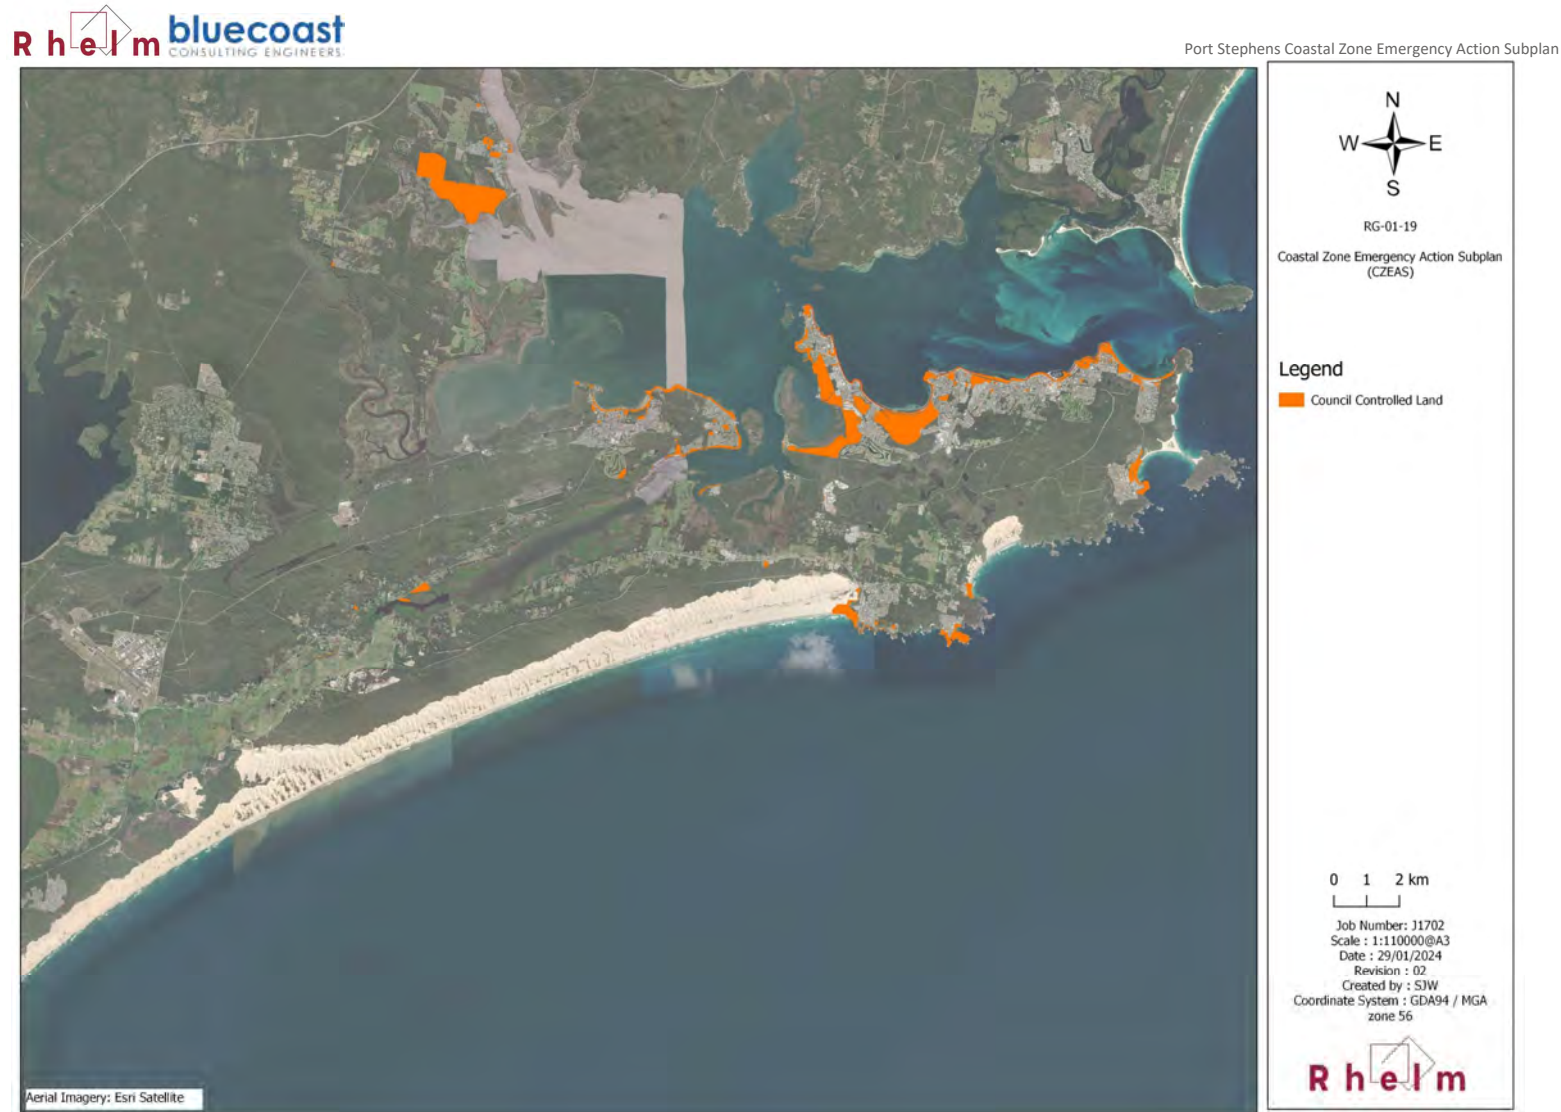 Rhelm
bluecoast
CONSULTING ENGINEERS
Port Stephens Coastal Zone Emergency Action Subplan
N
W E
S
RG-01-19
Coastal Zone Emergency Action Subplan
(CZEAS)
Legend
Council Controlled Land
0 1 2 km
Job Number: J1702
Scale : 1:110000@A3
Date : 29/01/2024
Revision : 02
Created by : SJW
Coordinate System : GDA94 / MGA
zone 56
Rhelm
Aerial Imagery: Esri Satellite